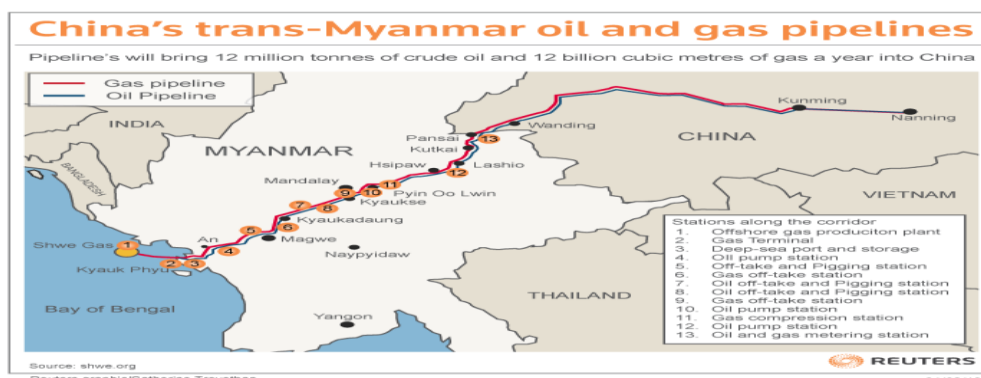 China's trans-Myanmar oil and gas pipelines
Pipeline's will bring 12 million tonnes of crude oil and 12 billion cubic metres of gas a year into China
Gas pipeline
Oil Pipeline
INDIA
BANGLADESH
MYANMAR
CHINA
VIETNAM
THAILAND
Kunming
Nanning
Wanding
Pansai
13
Kutkai
Hsipaw
Lashio
12
Mandalay
9
10
11
Pyin Oo Lwin
Kyaukse
7
8
Kyaukadaung
6
5
Magwe
4
An
Naypyidaw
Shwe Gas
1
Kyauk Phyu
2
3
Bay of Bengal
Yangon
Stations along the corridor
1. Offshore gas produciton plant
2. Gas Terminal
3. Deep-sea port and storage
4. OIl pump station
5. Off-take and Pigging station
6. Gas off-take station
7. Oil off-take and Pigging station
8. Oil off-take and Pigging station
9. Gas off-take station
10. Oil pump station
11. Gas compression station
12. Oil pump station
13. Oil and gas metering station
Source: shwe.org
REUTERS